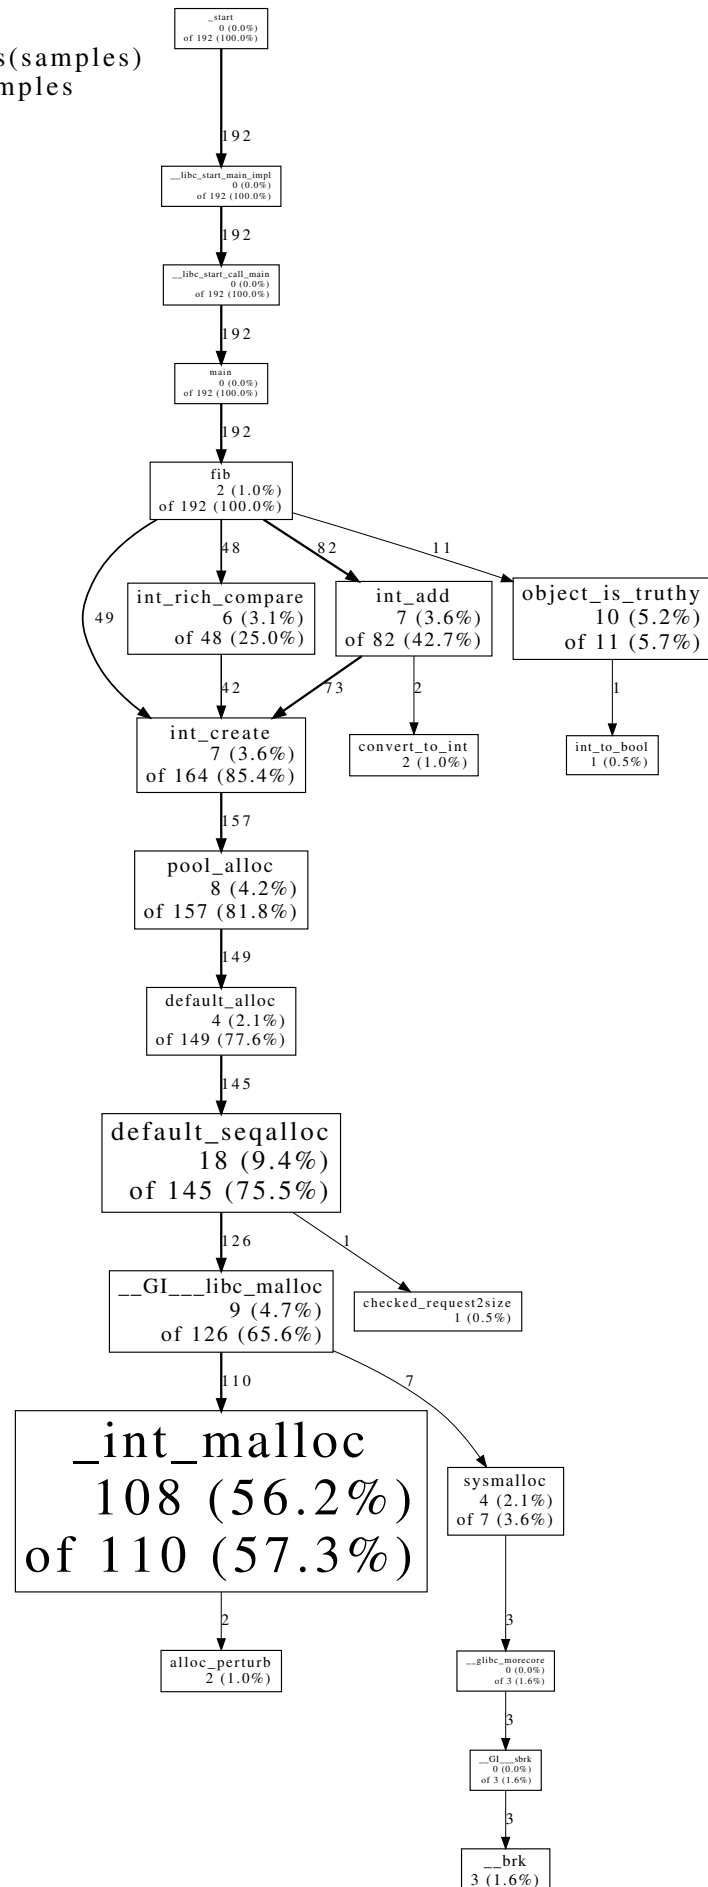 _start
0 (0.0%)
of 192 (100.0%)
s(samples)
mples
192
__libc_start_main_impl
0 (0.0%)
of 192 (100.0%)
192
__libc_start_call_main
0 (0.0%)
of 192 (100.0%)
192
main
0 (0.0%)
of 192 (100.0%)
192
fib
2 (1.0%)
of 192 (100.0%)
48
82
11
49
int_rich_compare
6 (3.1%)
of 48 (25.0%)
int_add
7 (3.6%)
of 82 (42.7%)
object_is_truthy
10 (5.2%)
of 11 (5.7%)
42
73
2
1
int_create
7 (3.6%)
of 164 (85.4%)
convert_to_int
2 (1.0%)
int_to_bool
1 (0.5%)
157
pool_alloc
8 (4.2%)
of 157 (81.8%)
149
default_alloc
4 (2.1%)
of 149 (77.6%)
145
default_seqalloc
18 (9.4%)
of 145 (75.5%)
126
1
__GI___libc_malloc
9 (4.7%)
of 126 (65.6%)
checked_request2size
1 (0.5%)
110
7
_int_malloc
108 (56.2%)
of 110 (57.3%)
sysmalloc
4 (2.1%)
of 7 (3.6%)
2
3
alloc_perturb
2 (1.0%)
__glibc_morecore
0 (0.0%)
of 3 (1.6%)
3
__GI___sbrk
0 (0.0%)
of 3 (1.6%)
3
__brk
3 (1.6%)